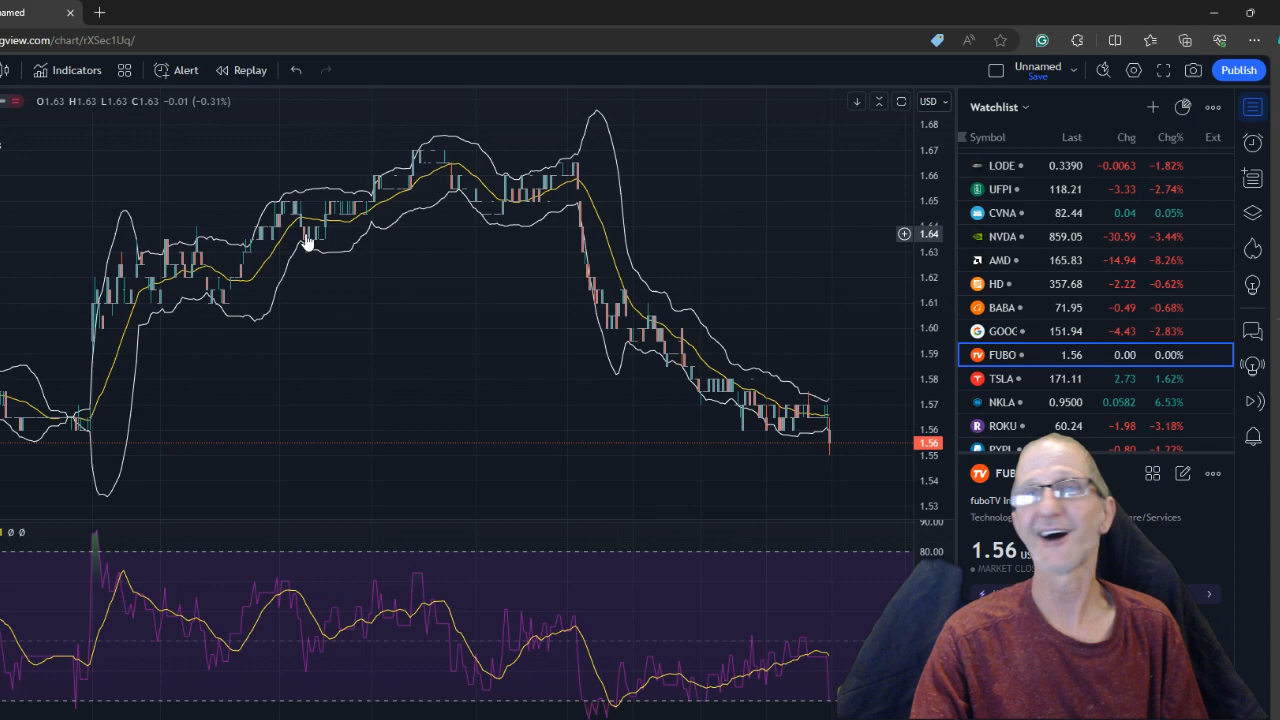 named
gview.com/chart/rXSec1Uq/
Indicators Alert Replay Unnamed Save Publish
O1.63 H1.63 L1.63 C1.63 -0.01 (-0.31%) USD
Watchlist
Symbol Last Chg Chg% Ext
LODE 0.3390 -0.0063 -1.82%
UFPI 118.21 -3.33 -2.74%
CVNA 82.44 0.04 0.05%
NVDA 859.05 -30.59 -3.44%
AMD 165.83 -14.94 -8.26%
HD 357.68 -2.22 -0.62%
BABA 71.95 -0.49 -0.68%
GOOG 151.94 -4.43 -2.83%
FUBO 1.56 0.00 0.00%
TSLA 171.11 2.73 1.62%
NKLA 0.9500 0.0582 6.53%
ROKU 60.24 -1.98 -3.18%
PYPL -0.80 -1.22%
1.68
1.67
1.66
1.65
1.64
1.64
1.63
1.62
1.61
1.60
1.59
1.58
1.57
1.56
1.56
1.55
1.54
1.53
90.00
80.00
FUB
fuboTV In
Technolog are/Services
1.56 US
MARKET CLOS